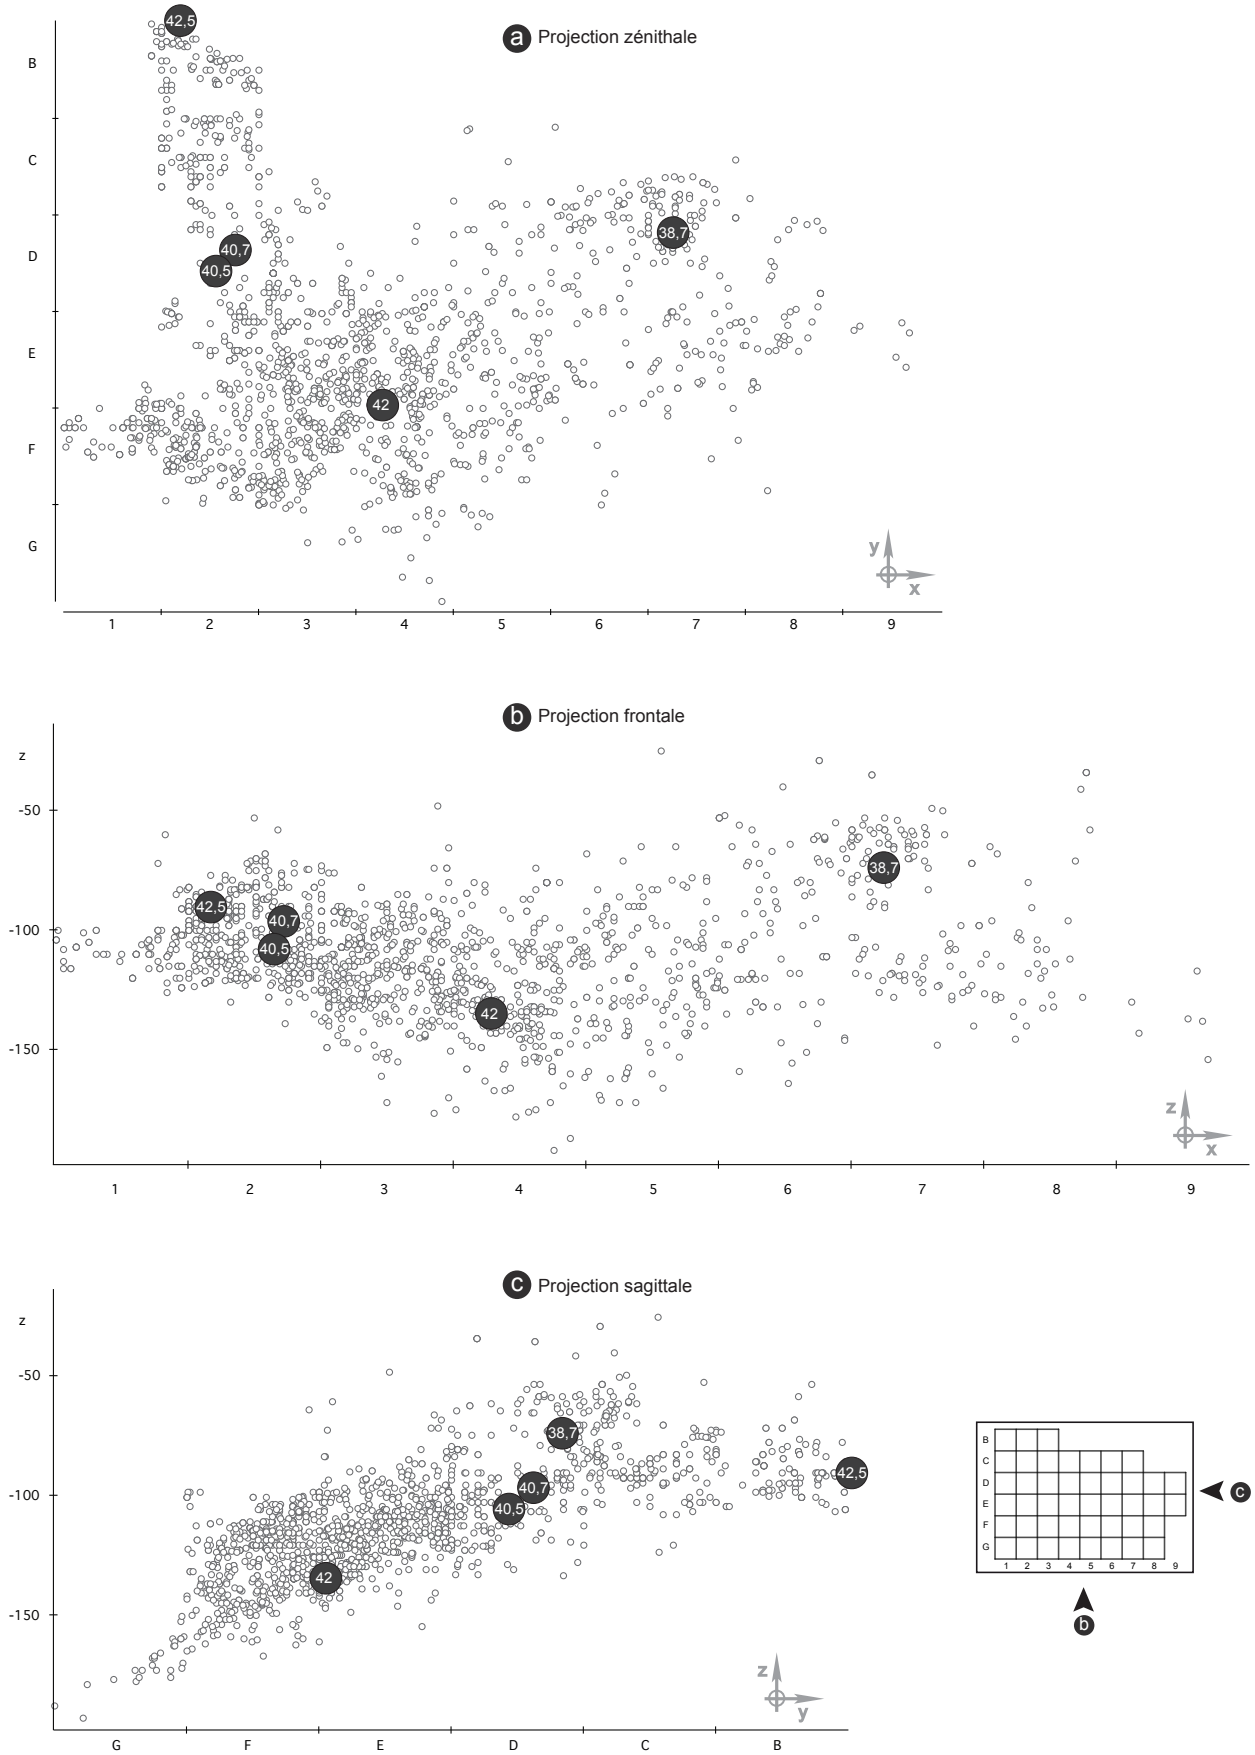 a Projection zénithale
42,5
B
C
D
E
F
G
40,7
40,5
38,7
42
y
x
1 2 3 4 5 6 7 8 9
b Projection frontale
z
-50
-100
-150
42,5
40,7
40,5
42
38,7
z
x
1 2 3 4 5 6 7 8 9
c Projection sagittale
z
-50
-100
-150
38,7
40,7
40,5
42,5
42
z
y
G F E D C B
B
C
D
E
F
G
1 2 3 4 5 6 7 8 9
c
b